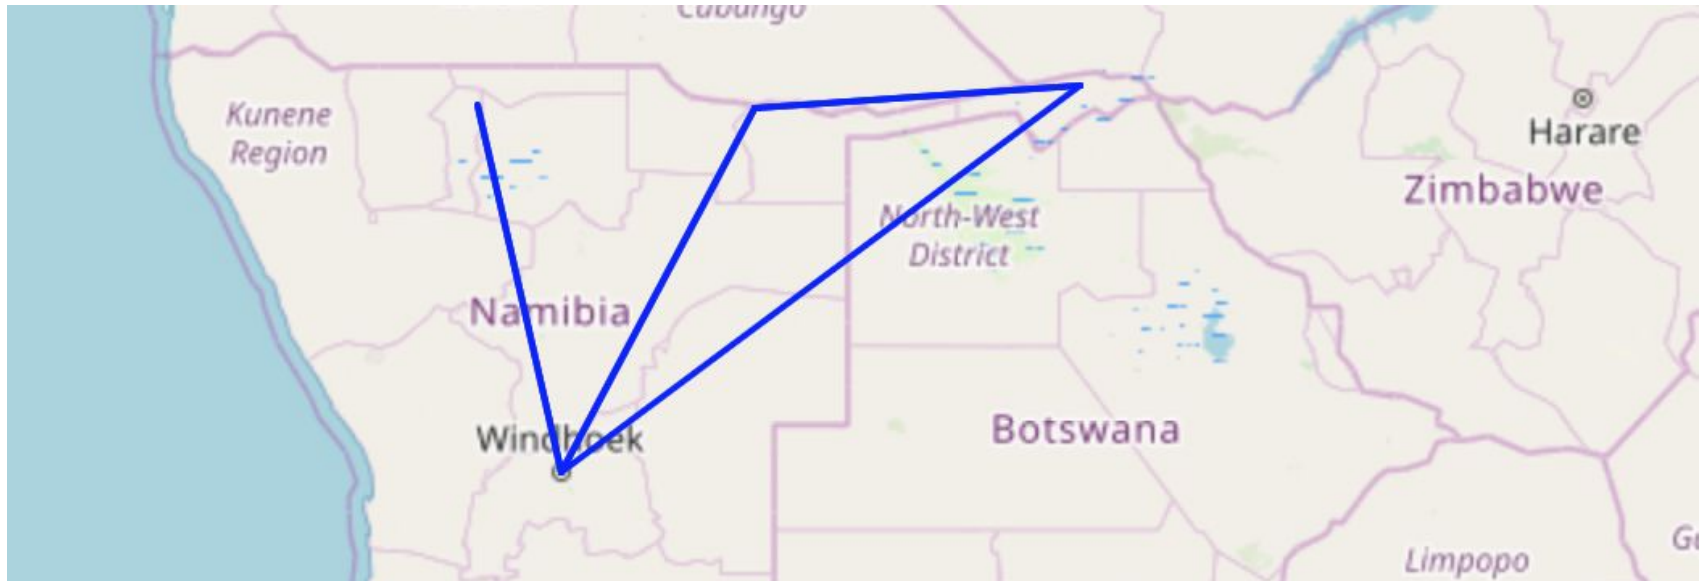 Cubango
Kunene
Region
Harare
Zimbabwe
North-West
District
Namibia
Botswana
Windhoek
Limpopo